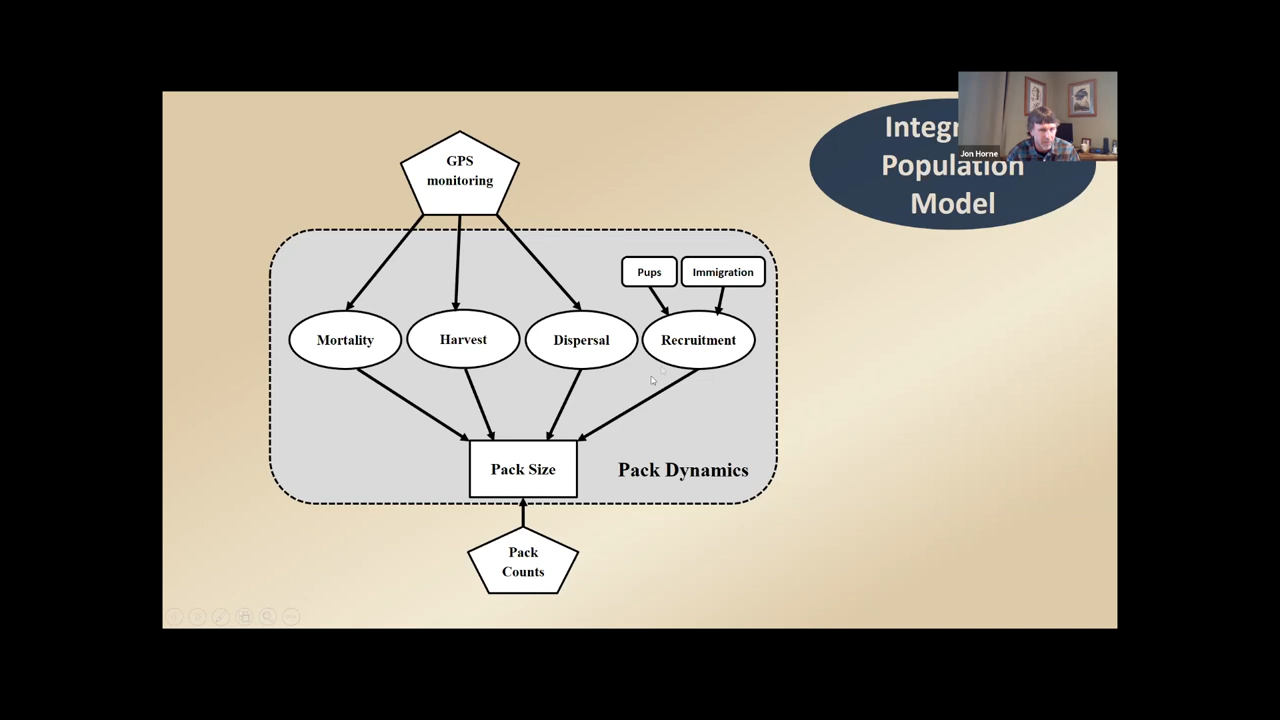 Integr
Population
Model
Jon Horne
GPS
monitoring
Pups
Immigration
Mortality
Harvest
Dispersal
Recruitment
Pack Size
Pack Dynamics
Pack
Counts